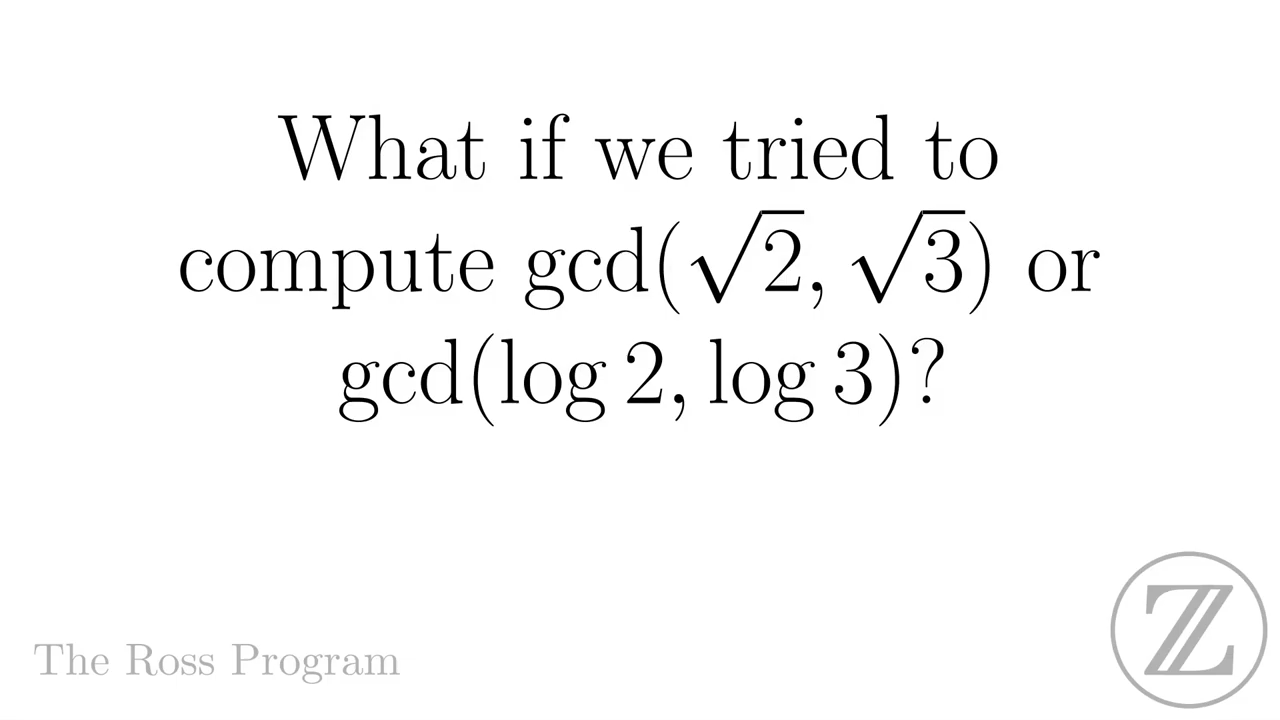 What if we tried to
compute gcd(√2, √3) or
gcd(log 2, log 3)?
The Ross Program
ℤ